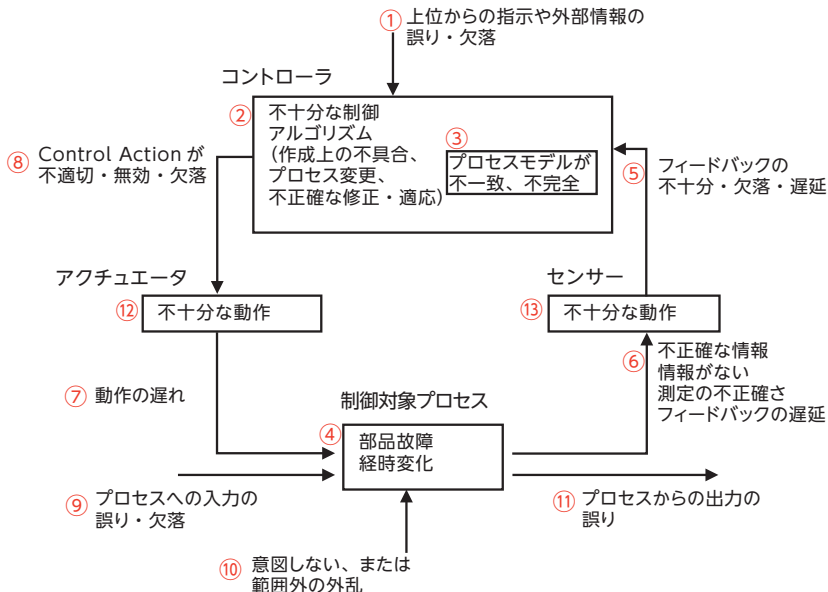 ① 上位からの指示や外部情報の
誤り・欠落
コントローラ
② 不十分な制御
アルゴリズム
（作成上の不具合、
プロセス変更、
不正確な修正・適応）
③
プロセスモデルが
不一致、不完全
⑧ Control Action が
不適切・無効・欠落
⑤ フィードバックの
不十分・欠落・遅延
アクチュエータ
⑫ 不十分な動作
センサー
⑬ 不十分な動作
⑦ 動作の遅れ
⑥ 不正確な情報
情報がない
測定の不正確さ
フィードバックの遅延
制御対象プロセス
④ 部品故障
経時変化
⑨ プロセスへの入力の
誤り・欠落
⑪ プロセスからの出力の
誤り
⑩ 意図しない、または
範囲外の外乱